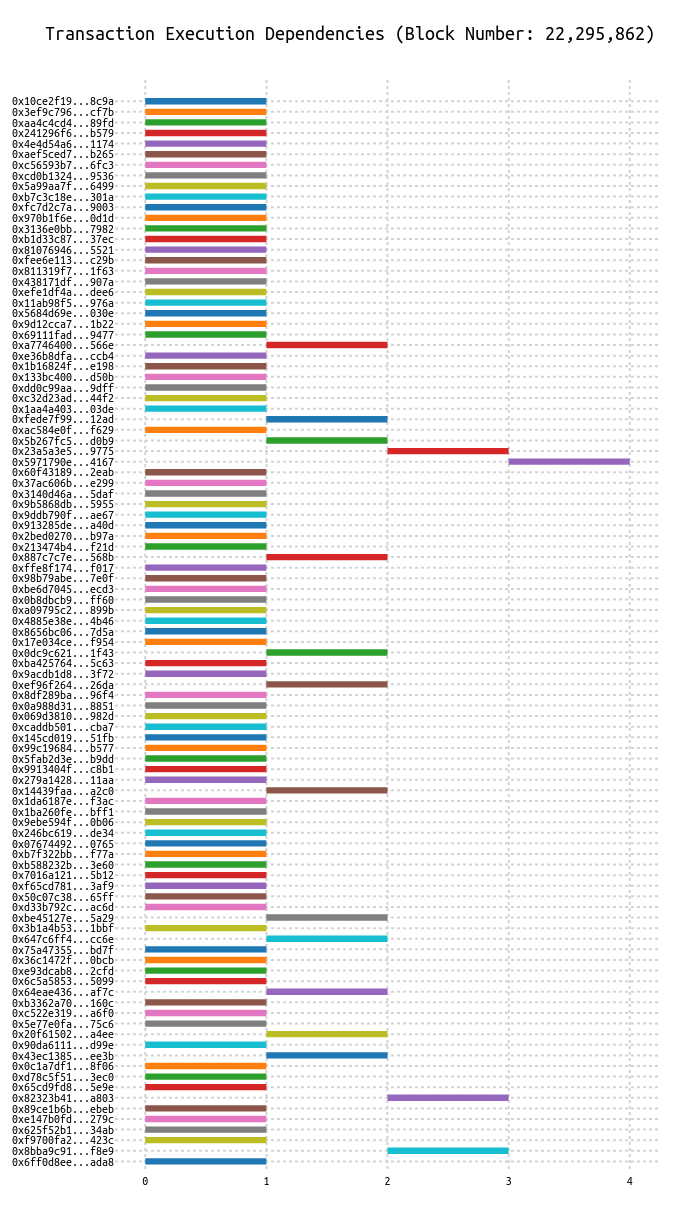 Transaction Execution Dependencies (Block Number: 22,295,862)
0x10ce2f19...8c9a
0x3ef9c796...cf7b
0xaa4c4cd4...89fd
0x241296f6...b579
0x4e4d54a6...1174
0xaef5ced7...b265
0xc56593b7...6fc3
0xcd0b1324...9536
0x5a99aa7f...6499
0xb7c3c18e...301a
0xfc7d2c7a...9003
0x970b1f6e...0d1d
0x3136e0bb...7982
0xb1d33c87...37ec
0x81076946...5521
0xfee6e113...c29b
0x811319f7...1f63
0x438171df...907a
0xefe1df4a...dee6
0x11ab98f5...976a
0x5684d69e...030e
0x9d12cca7...1b22
0x69111fad...9477
0xa7746400...566e
0xe36b8dfa...ccb4
0x1b16824f...e198
0x133bc400...d50b
0xdd0c99aa...9dff
0xc32d23ad...44f2
0x1aa4a403...03de
0xfede7f99...12ad
0xac584e0f...f629
0x5b267fc5...d0b9
0x23a5a3e5...9775
0x5971790e...4167
0x60f43189...2eab
0x37ac606b...e299
0x3140d46a...5daf
0x9b5868db...5955
0x9ddb790f...ae67
0x913285de...a40d
0x2bed0270...b97a
0x213474b4...f21d
0x887c7c7e...568b
0xffe8f174...f017
0x98b79abe...7e0f
0xbe6d7045...ecd3
0x0b8dbcb9...ff60
0xa09795c2...899b
0x4885e38e...4b46
0x8656bc06...7d5a
0x17e034ce...f954
0x0dc9c621...1f43
0xba425764...5c63
0x9acdb1d8...3f72
0xef96f264...26da
0x8df289ba...96f4
0x0a988d31...8851
0x069d3810...982d
0xcaddb501...cba7
0x145cd019...51fb
0x99c19684...b577
0x5fab2d3e...b9dd
0x9913404f...c8b1
0x279a1428...11aa
0x14439faa...a2c0
0x1da6187e...f3ac
0x1ba260fe...bff1
0x9ebe594f...0b06
0x246bc619...de34
0x07674492...0765
0xb7f322bb...f77a
0xb588232b...3e60
0x7016a121...5b12
0xf65cd781...3af9
0x50c07c38...65ff
0xd33b792c...ac6d
0xbe45127e...5a29
0x3b1a4b53...1bbf
0x647c6ff4...cc6e
0x75a47355...bd7f
0x36c1472f...0bcb
0xe93dcab8...2cfd
0x6c5a5853...5099
0x64eae436...af7c
0xb3362a70...160c
0xc522e319...a6f0
0x5e77e0fa...75c6
0x20f61502...a4ee
0x90da6111...d99e
0x43ec1385...ee3b
0x0c1a7df1...8f06
0xd78c5f51...3ec0
0x65cd9fd8...5e9e
0x82323b41...a803
0x89ce1b6b...ebeb
0xe147b0fd...279c
0x625f52b1...34ab
0xf9700fa2...423c
0x8bba9c91...f8e9
0x6ff0d8ee...ada8
0 1 2 3 4